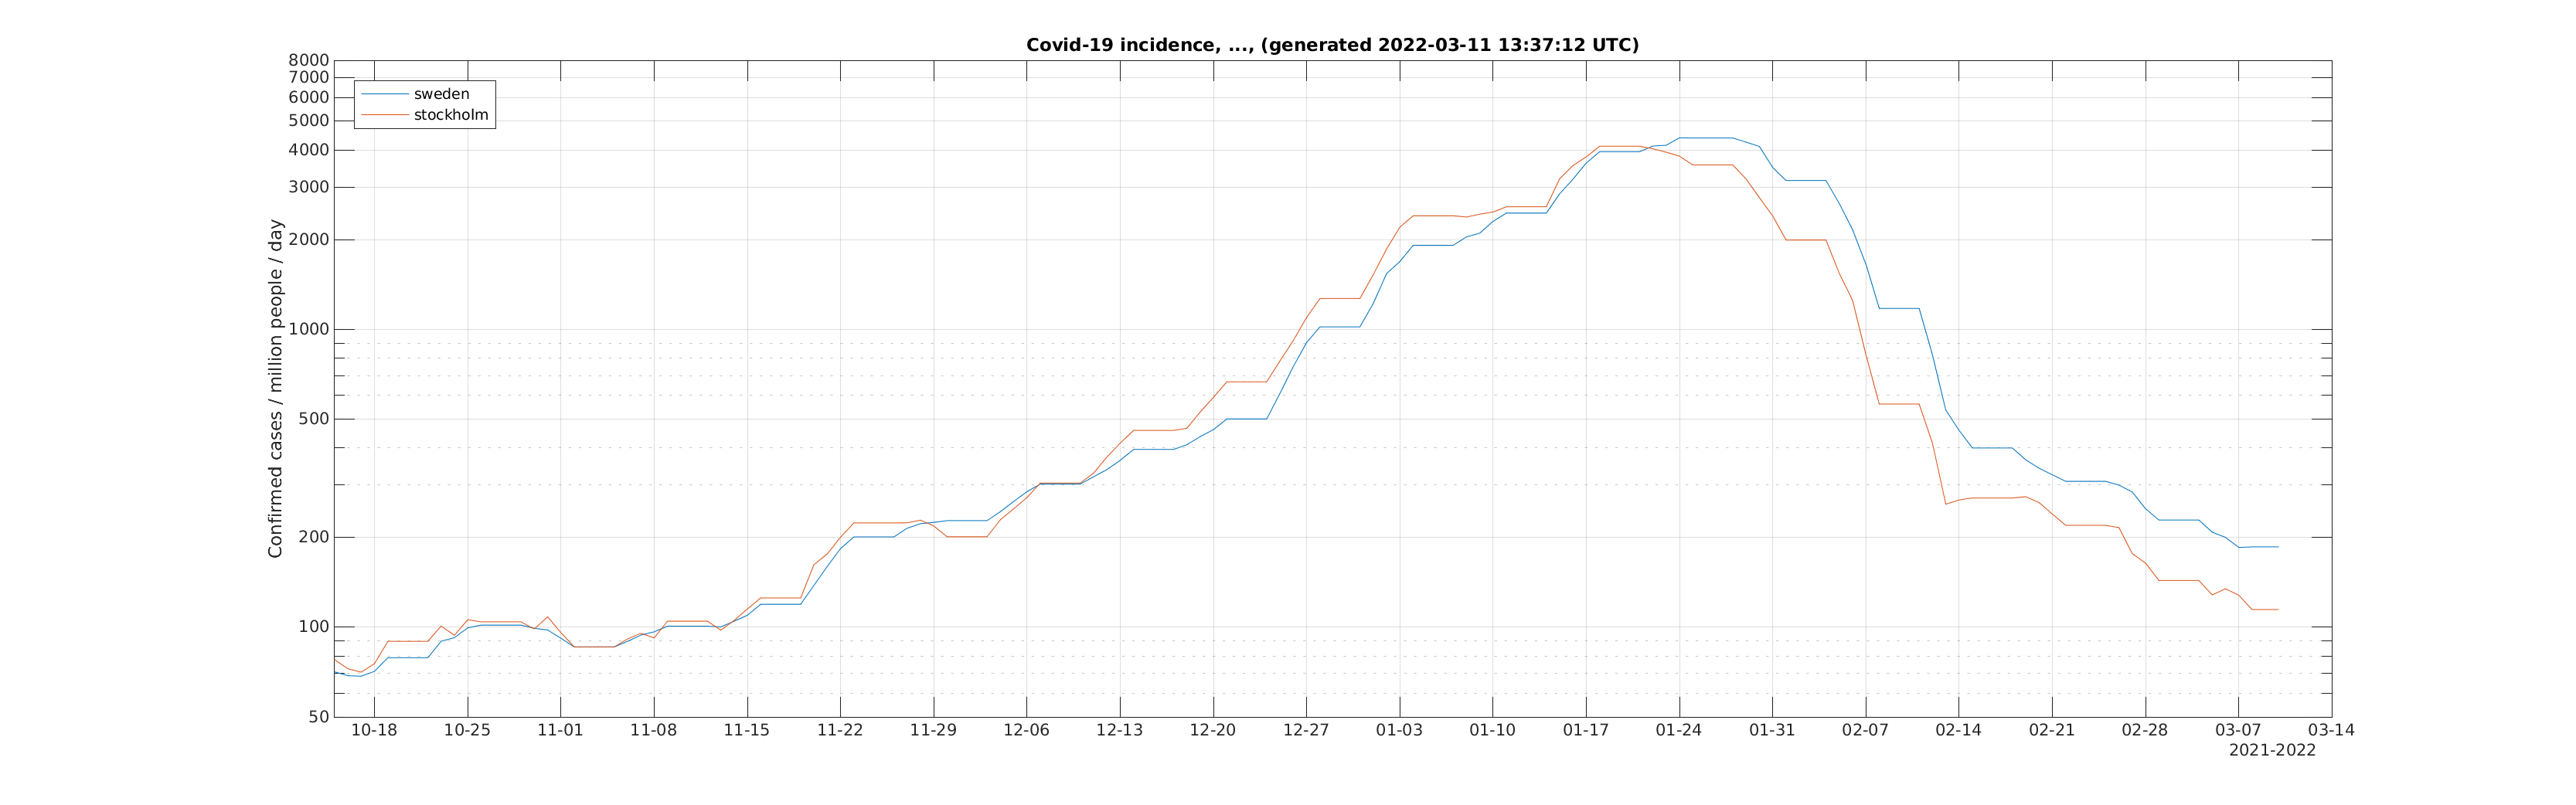 Covid-19 incidence, ..., (generated 2022-03-11 13:37:12 UTC)
Confirmed cases / million people / day
8000
7000
6000
5000
4000
3000
2000
1000
500
200
100
50
sweden
stockholm
10-18 10-25 11-01 11-08 11-15 11-22 11-29 12-06 12-13 12-20 12-27 01-03 01-10 01-17 01-24 01-31 02-07 02-14 02-21 02-28 03-07 03-14
2021-2022